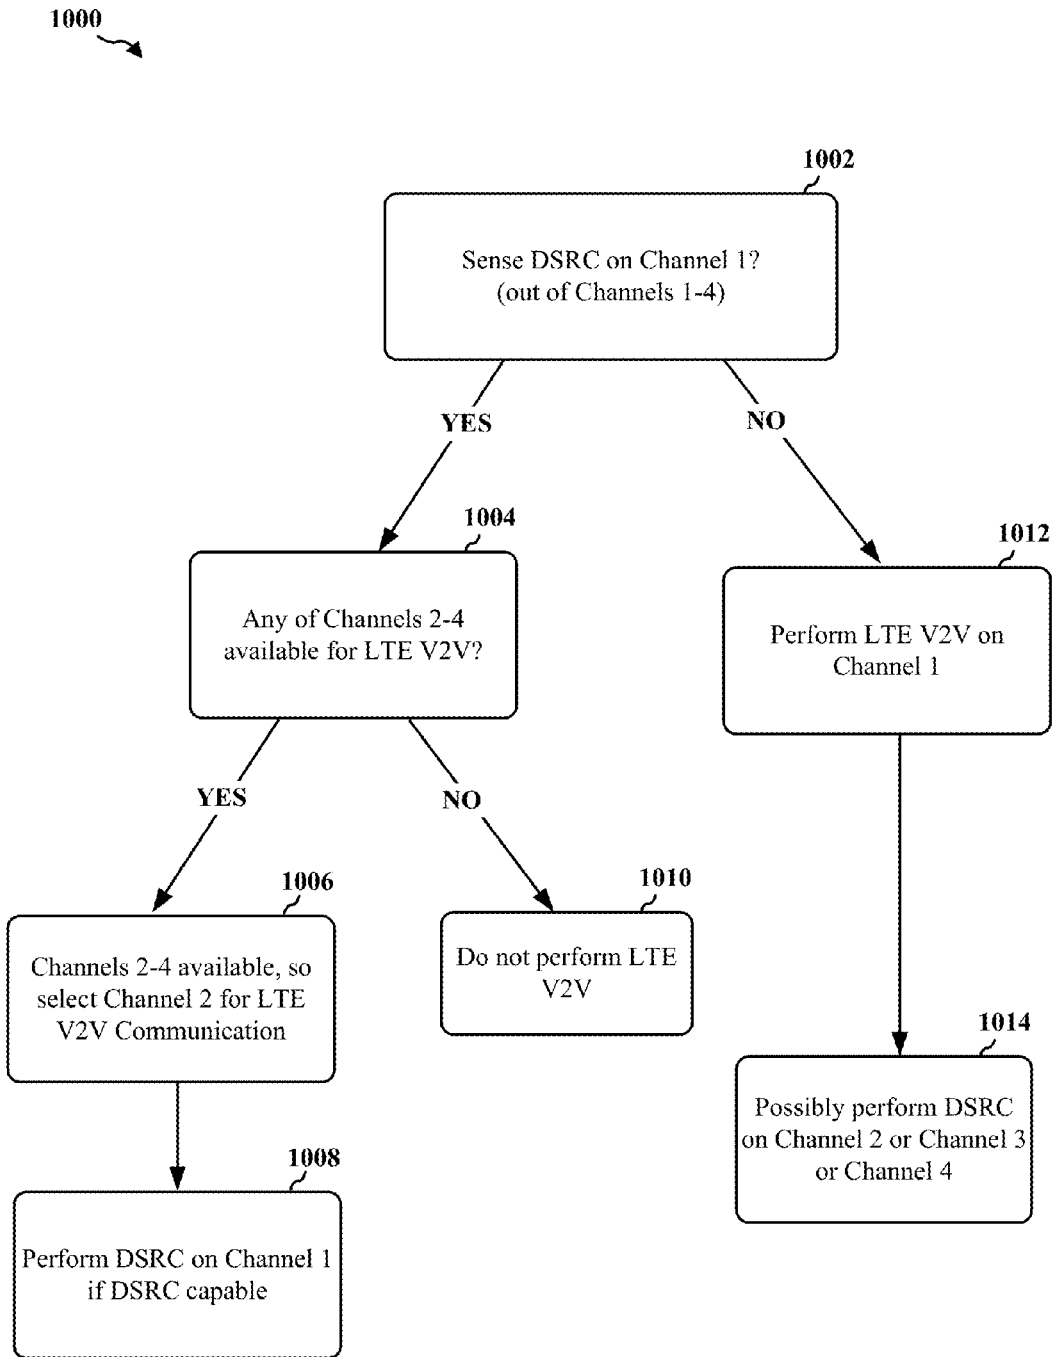 1000
1002
Sense DSRC on Channel 1?
(out of Channels 1-4)
YES
NO
1004
Any of Channels 2-4
available for LTE V2V?
1012
Perform LTE V2V on
Channel 1
YES
NO
1006
Channels 2-4 available, so
select Channel 2 for LTE
V2V Communication
1010
Do not perform LTE
V2V
1014
Possibly perform DSRC
on Channel 2 or Channel 3
or Channel 4
1008
Perform DSRC on Channel 1
if DSRC capable